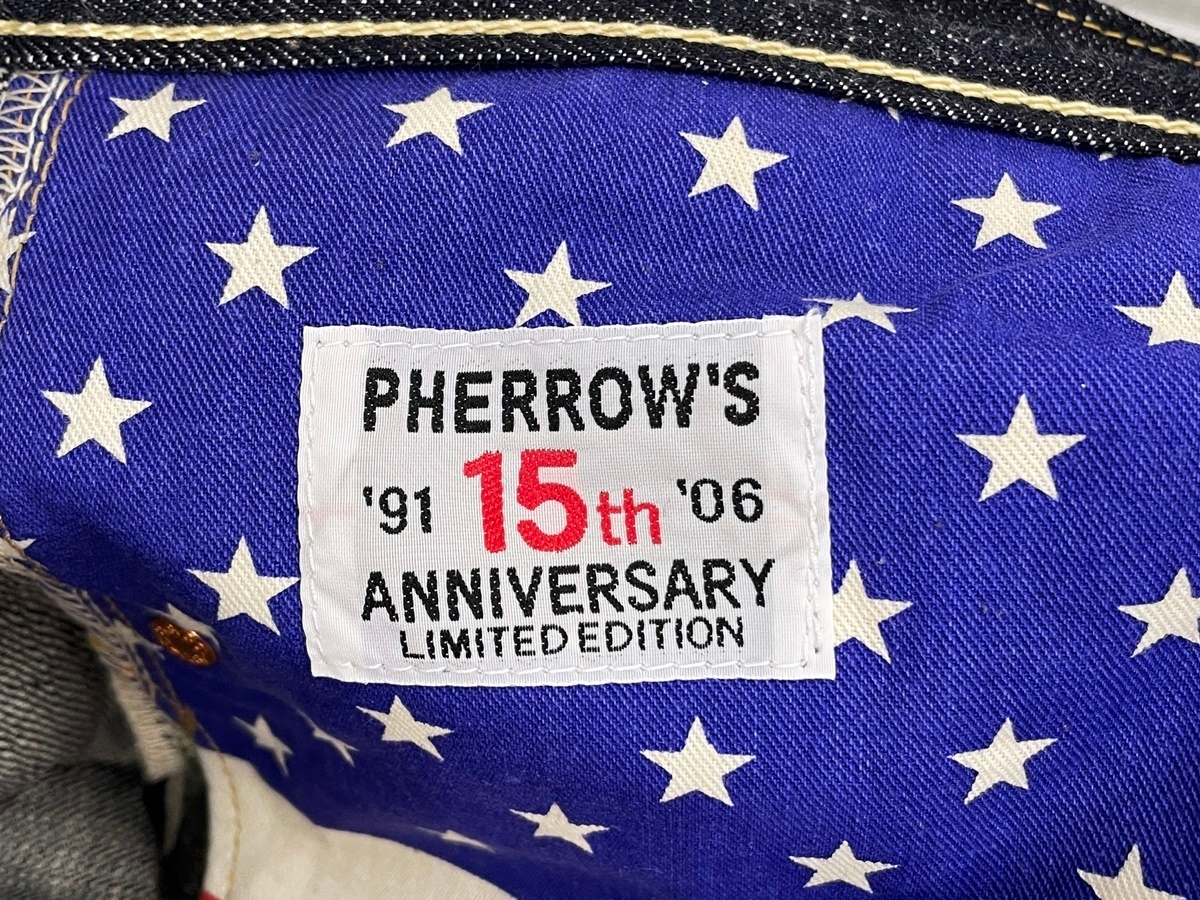 PHERROW'S
'91 15th '06
ANNIVERSARY
LIMITED EDITION